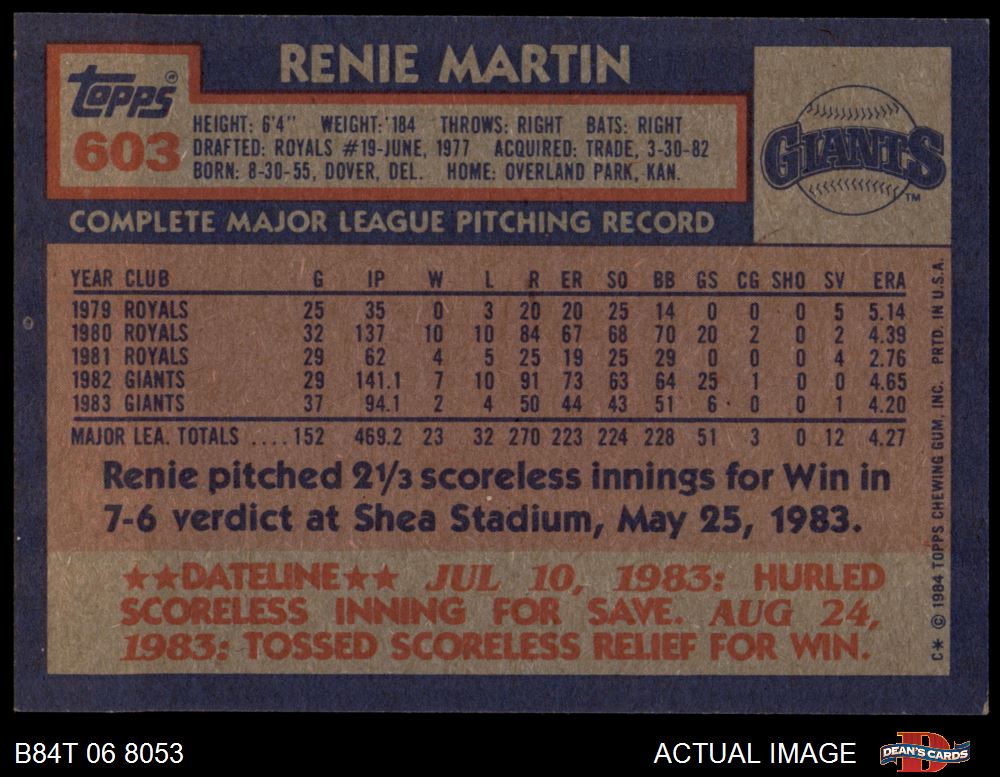 RENIE MARTIN
Topps®
603
HEIGHT: 6'4" WEIGHT: 184 THROWS: RIGHT BATS: RIGHT
DRAFTED: ROYALS #19-JUNE, 1977 ACQUIRED: TRADE, 3-30-82
BORN: 8-30-55, DOVER, DEL. HOME: OVERLAND PARK, KAN.
GIANTS
TM
COMPLETE MAJOR LEAGUE PITCHING RECORD
YEAR CLUB G IP W L R ER SO BB GS CG SHO SV ERA
1979 ROYALS 25 35 0 3 20 20 25 14 0 0 0 5 5.14
1980 ROYALS 32 137 10 10 84 67 68 70 20 2 0 2 4.39
1981 ROYALS 29 62 4 5 25 19 25 29 0 0 0 4 2.76
1982 GIANTS 29 141.1 7 10 91 73 63 64 25 1 0 0 4.65
1983 GIANTS 37 94.1 2 4 50 44 43 51 6 0 0 1 4.20
MAJOR LEA. TOTALS ....152 469.2 23 32 270 223 224 228 51 3 0 12 4.27
Renie pitched 2⅓ scoreless innings for Win in
7-6 verdict at Shea Stadium, May 25, 1983.
★★DATELINE★★ JUL 10, 1983: HURLED
SCORELESS INNING FOR SAVE. AUG 24,
1983: TOSSED SCORELESS RELIEF FOR WIN.
C* © 1984 TOPPS CHEWING GUM, INC. PRTD. IN U.S.A.
B84T 06 8053
ACTUAL IMAGE
D
DEAN'S CARDS